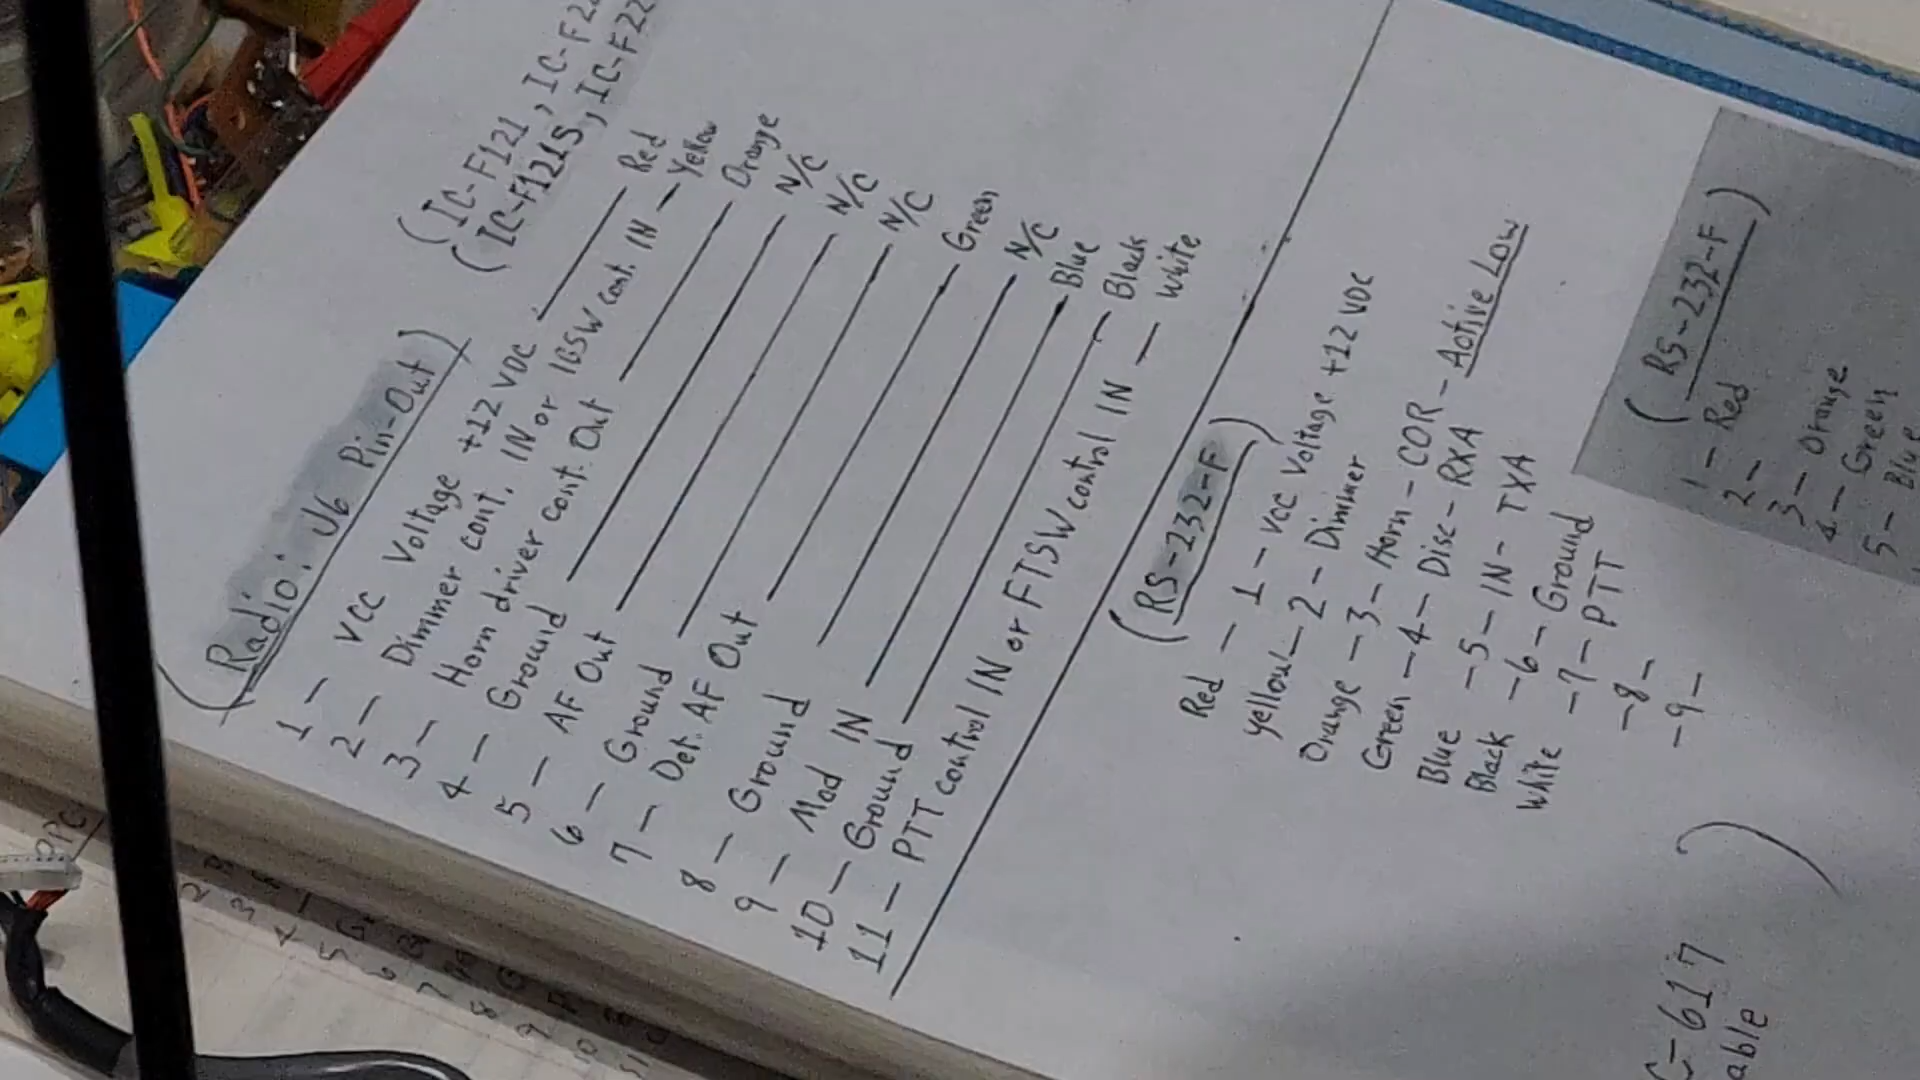 (Radio: J6 Pin-Out)
(IC-F121, IC-F22
(IC-F121S, IC-F22
1 — VCC Voltage +12 VDC — Red
2 — Dimmer cont. IN or IGSW cont. IN — Yellow
3 — Horn driver cont. Out — Orange
4 — Ground — N/C
5 — AF Out — N/C
6 — Ground — N/C
7 — Det. AF Out — Green
8 — Ground — N/C
9 — Mod IN — Blue
10 — Ground — Black
11 — PTT control IN or FTSW control IN — White
(RS-232-F)
Red — 1 — VCC Voltage +12 VDC
yellow — 2 — Dimmer
Orange — 3 — Horn — COR — Active Low
Green — 4 — Disc — RXA
Blue — 5 — IN — TXA
Black — 6 — Ground
White — 7 — PTT
— 8 —
— 9 —
(RS-232-F)
1 — Red
2 —
3 — Orange
4 — Green
5 — Blue
C-617
able